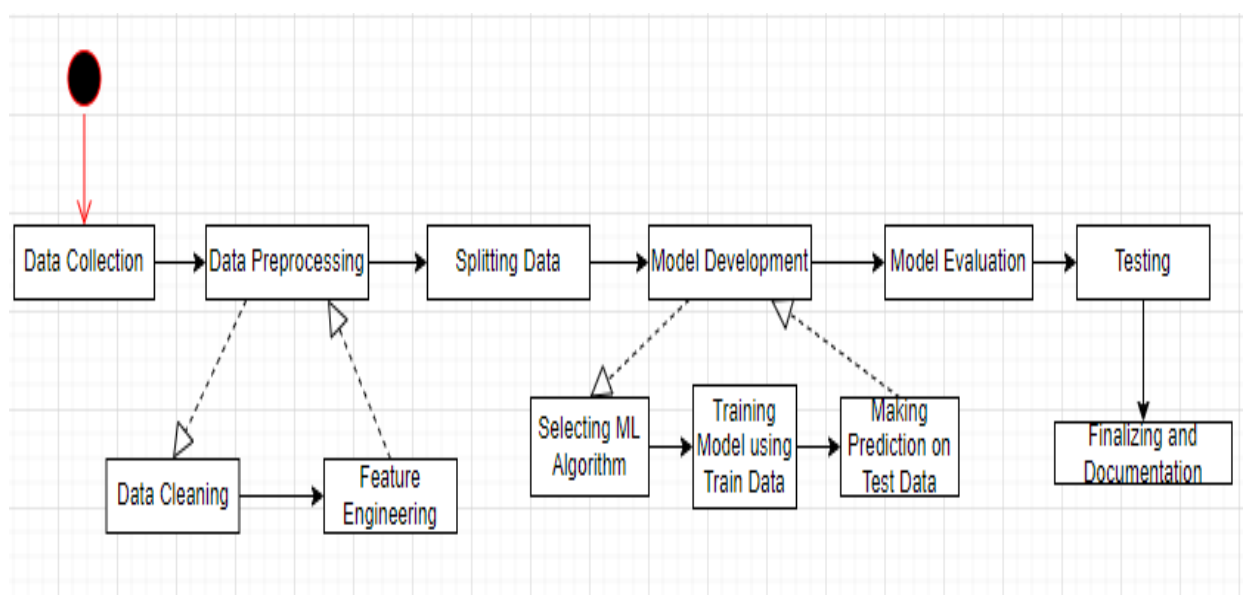 Data Collection
Data Preprocessing
Splitting Data
Model Development
Model Evaluation
Testing
Data Cleaning
Feature
Engineering
Selecting ML
Algorithm
Training
Model using
Train Data
Making
Prediction on
Test Data
Finalizing and
Documentation